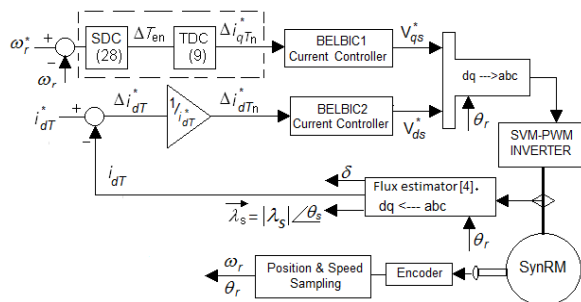 ω*r + − ωr
SDC (28)
ΔTen
TDC (9)
Δi*qTn
BELBIC1 Current Controller
V*qs
dq --->abc
i*dT + −
Δi*dT
1/i*dT
Δi*dTn
BELBIC2 Current Controller
V*ds
θr
SVM-PWM INVERTER
idT
δ
Flux estimator[4].
dq <--- abc
λs = |λs| ∠θs
θr
SynRM
ωr
θr
Position & Speed Sampling
Encoder